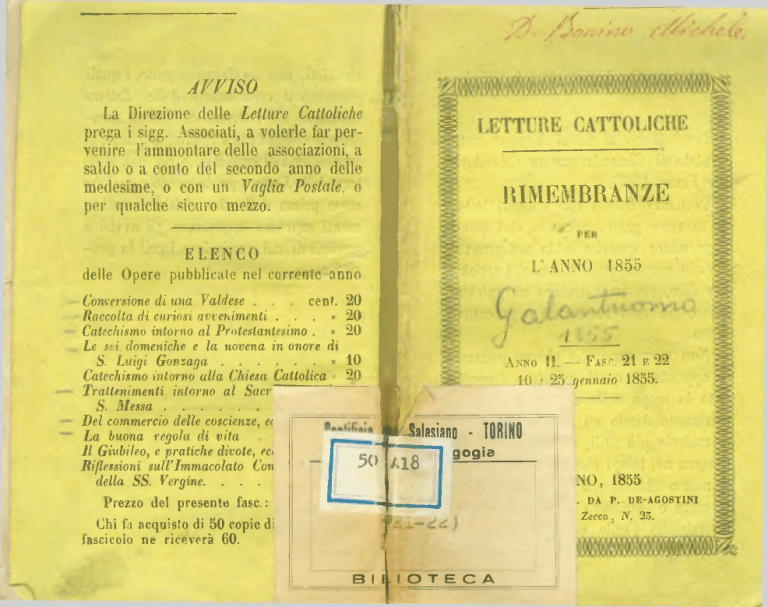 AVVISO
La Direzione delle Letture Cattoliche
prega i sigg. Associati, a volerle far per-
venire l'ammontare delle associazioni, a
saldo o a conto del secondo anno delle
medesime, o con un Vaglia Postale, o
per qualche sicuro mezzo.
ELENCO
delle Opere pubblicate nel corrente anno
Conversione di una Valdese . . . cent. 20
Raccolta di curiosi avvenimenti . . . » 20
Catechismo intorno al Protestantesimo . » 20
Le sei domeniche e la novena in onore di
S. Luigi Gonzaga . . . . . . » 10
Catechismo intorno alla Chiesa Cattolica » 20
Trattenimenti intorno al Sacr
S. Messa . . . . . .
Del commercio delle coscienze, ec
La buona regola di vita
Il Giubileo, e pratiche divote, ecc
Riflessioni sull'Immacolato Con
della SS. Vergine. . . .
Prezzo del presente fasc.:
Chi fa acquisto di 50 copie di
fascicolo ne riceverà 60.
D. Bonino Michele.
LETTURE CATTOLICHE
RIMEMBRANZE
PER
L'ANNO 1855
Galantuomo
1855
ANNO II. — FASC. 21 E 22
10 e 25 gennaio 1855.
NO, 1855
. DA P. DE-AGOSTINI
Zecca, N. 25.
Salesiano - TORINO
gogia
50 A18
(21-22)
BIBLIOTECA